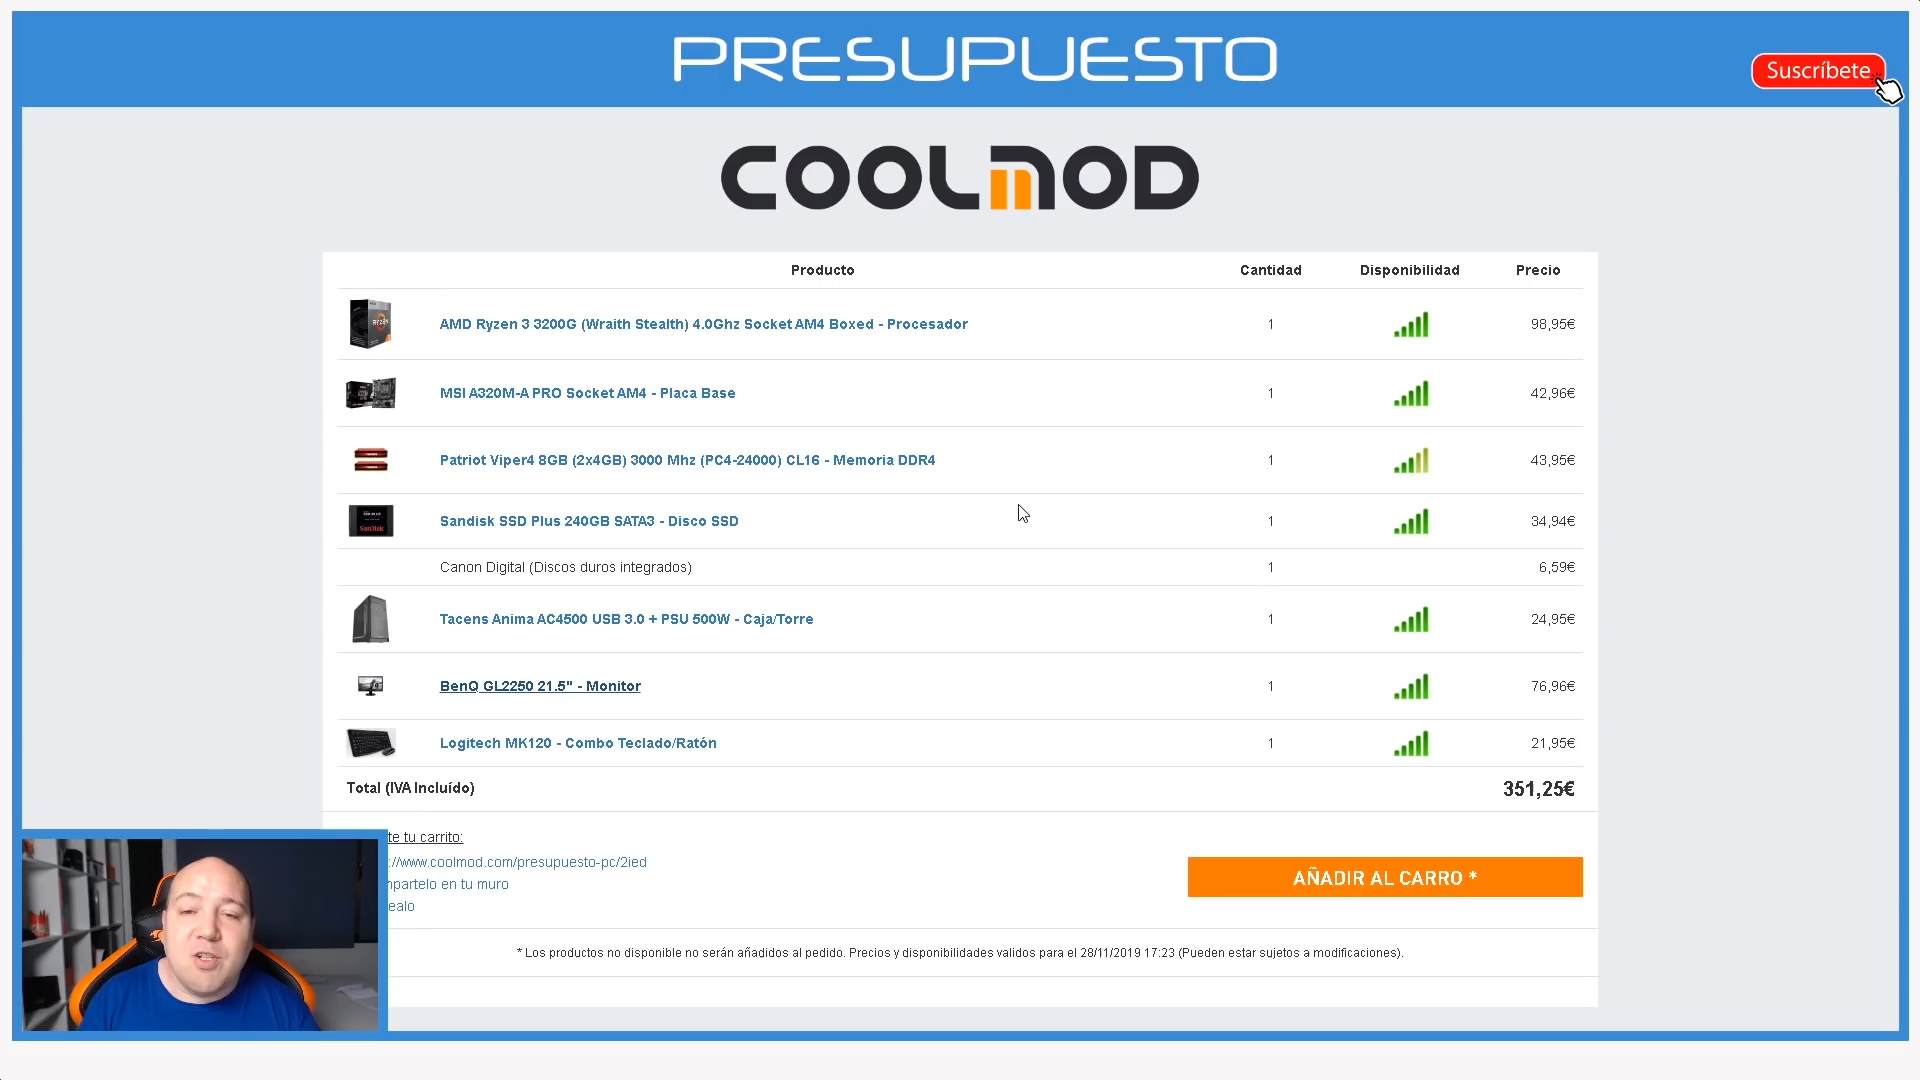 PRESUPUESTO
Suscríbete
COOLMOD
Producto Cantidad Disponibilidad Precio
AMD Ryzen 3 3200G (Wraith Stealth) 4.0Ghz Socket AM4 Boxed - Procesador 1 98,95€
MSI A320M-A PRO Socket AM4 - Placa Base 1 42,96€
Patriot Viper4 8GB (2x4GB) 3000 Mhz (PC4-24000) CL16 - Memoria DDR4 1 43,95€
Sandisk SSD Plus 240GB SATA3 - Disco SSD 1 34,94€
Canon Digital (Discos duros integrados) 1 6,59€
Tacens Anima AC4500 USB 3.0 + PSU 500W - Caja/Torre 1 24,95€
BenQ GL2250 21.5" - Monitor 1 76,96€
Logitech MK120 - Combo Teclado/Ratón 1 21,95€
Total (IVA Incluído) 351,25€
te tu carrito:
://www.coolmod.com/presupuesto-pc/2ied
npartelo en tu muro
ealo
AÑADIR AL CARRO *
* Los productos no disponible no serán añadidos al pedido. Precios y disponibilidades validos para el 28/11/2019 17:23 (Pueden estar sujetos a modificaciones).